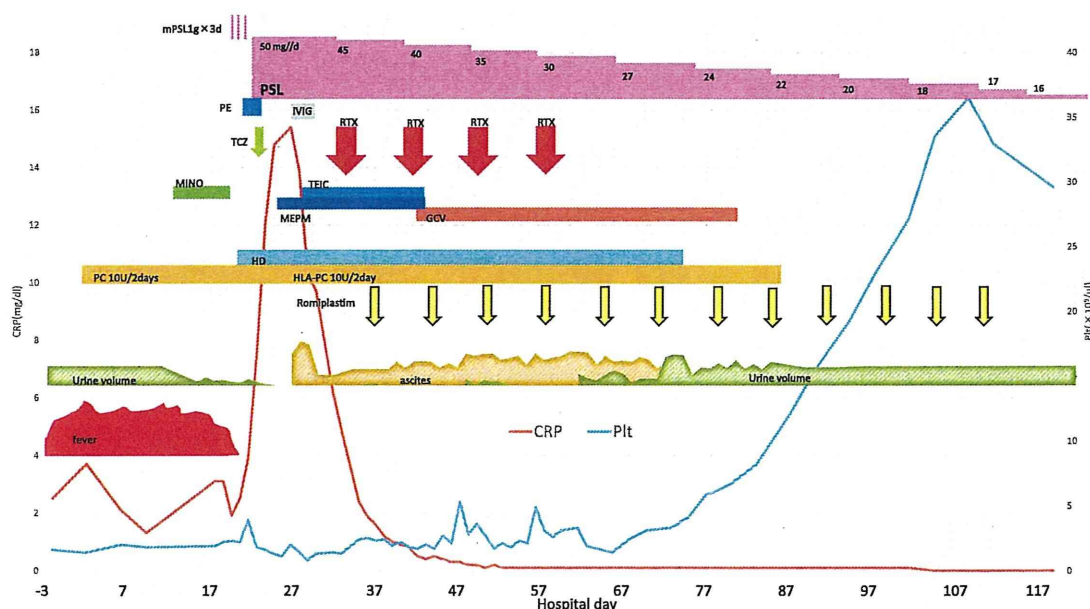 mPSL1g×3d
50 mg//d
45
40
35
30
27
24
22
20
18
17
16
PSL
PE
IVIG
TCZ
RTX
RTX
RTX
RTX
MINO
TEIC
MEPM
GCV
HD
PC 10U/2days
HLA-PC 10U/2day
Romiplastim
Urine volume
ascites
Urine volume
fever
CRP
Plt
CRP(mg/dl)
18
16
14
12
10
8
6
4
2
0
40
35
30
25
20
15
10
5
0
-3
7
17
27
37
47
57
67
77
87
97
107
117
Hospital day